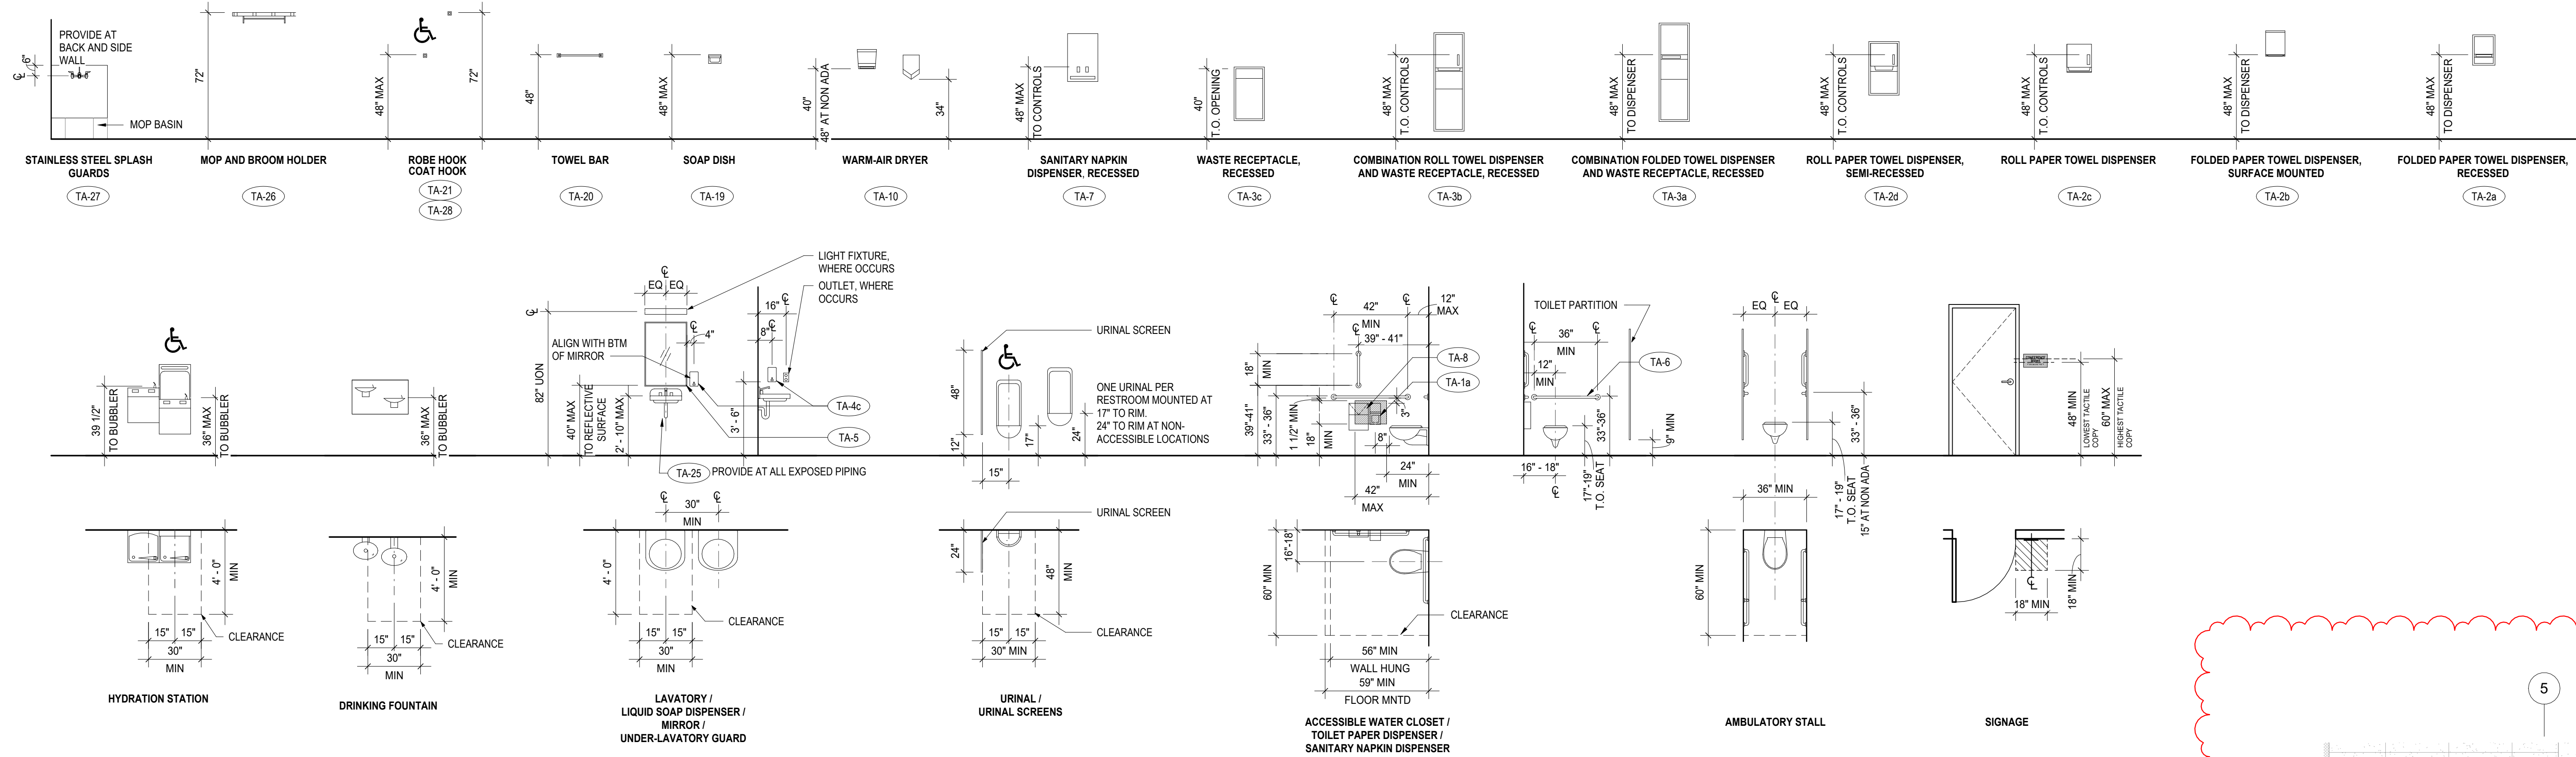 PROVIDE AT
BACK AND SIDE
WALL
6"
℄
MOP BASIN
STAINLESS STEEL SPLASH
GUARDS
TA-27
72"
MOP AND BROOM HOLDER
TA-26
48" MAX
72"
ROBE HOOK
COAT HOOK
TA-21
TA-28
48"
TOWEL BAR
TA-20
48" MAX
SOAP DISH
TA-19
40"
48" AT NON ADA
34"
WARM-AIR DRYER
TA-10
48" MAX
TO CONTROLS
SANITARY NAPKIN
DISPENSER, RECESSED
TA-7
40"
T.O. OPENING
WASTE RECEPTACLE,
RECESSED
TA-3c
48" MAX
T.O. CONTROLS
COMBINATION ROLL TOWEL DISPENSER
AND WASTE RECEPTACLE, RECESSED
TA-3b
48" MAX
TO DISPENSER
COMBINATION FOLDED TOWEL DISPENSER
AND WASTE RECEPTACLE, RECESSED
TA-3a
48" MAX
T.O. CONTROLS
ROLL PAPER TOWEL DISPENSER,
SEMI-RECESSED
TA-2d
48" MAX
T.O. CONTROLS
ROLL PAPER TOWEL DISPENSER
TA-2c
48" MAX
TO DISPENSER
FOLDED PAPER TOWEL DISPENSER,
SURFACE MOUNTED
TA-2b
48" MAX
TO DISPENSER
FOLDED PAPER TOWEL DISPENSER,
RECESSED
TA-2a
39 1/2"
TO BUBBLER
36" MAX
TO BUBBLER
4' - 0"
MIN
15" 15"
30"
MIN
CLEARANCE
HYDRATION STATION
36" MAX
TO BUBBLER
4' - 0"
MIN
15" 15"
30"
MIN
CLEARANCE
DRINKING FOUNTAIN
LIGHT FIXTURE,
WHERE OCCURS
OUTLET, WHERE
OCCURS
℄
EQ EQ
℄
82" UON
℄
4"
ALIGN WITH BTM
OF MIRROR
16"
℄
8"
℄
40" MAX
TO REFLECTIVE
SURFACE
2' - 10" MAX
3' - 6"
TA-4c
TA-5
TA-25
PROVIDE AT ALL EXPOSED PIPING
℄ ℄
30"
MIN
4' - 0"
MIN
15" 15"
30"
MIN
CLEARANCE
LAVATORY /
LIQUID SOAP DISPENSER /
MIRROR /
UNDER-LAVATORY GUARD
URINAL SCREEN
48"
12"
15"
17"
24"
ONE URINAL PER
RESTROOM MOUNTED AT
17" TO RIM.
24" TO RIM AT NON-
ACCESSIBLE LOCATIONS
URINAL SCREEN
24"
48"
MIN
15" 15"
30" MIN
CLEARANCE
URINAL /
URINAL SCREENS
℄ ℄
42"
MIN
12"
MAX
℄
39" - 41"
18"
MIN
TA-8
TA-1a
39"-41"
33" - 36"
1 1/2" MIN
18"
MIN
3"
8"
24"
MIN
42"
MAX
16"-18"
60" MIN
CLEARANCE
56" MIN
WALL HUNG
59" MIN
FLOOR MNTD
ACCESSIBLE WATER CLOSET /
TOILET PAPER DISPENSER /
SANITARY NAPKIN DISPENSER
TOILET PARTITION
℄ ℄
36"
MIN
12"
MIN
TA-6
33"-36"
9" MIN
16" - 18"
℄
17"-19"
T.O. SEAT
℄
EQ EQ
33" - 36"
17" - 19"
T.O. SEAT
15" AT NON ADA
36" MIN
60" MIN
AMBULATORY STALL
48" MIN
LOWEST TACTILE
COPY
60" MAX
HIGHEST TACTILE
COPY
℄
18" MIN
18" MIN
SIGNAGE
5